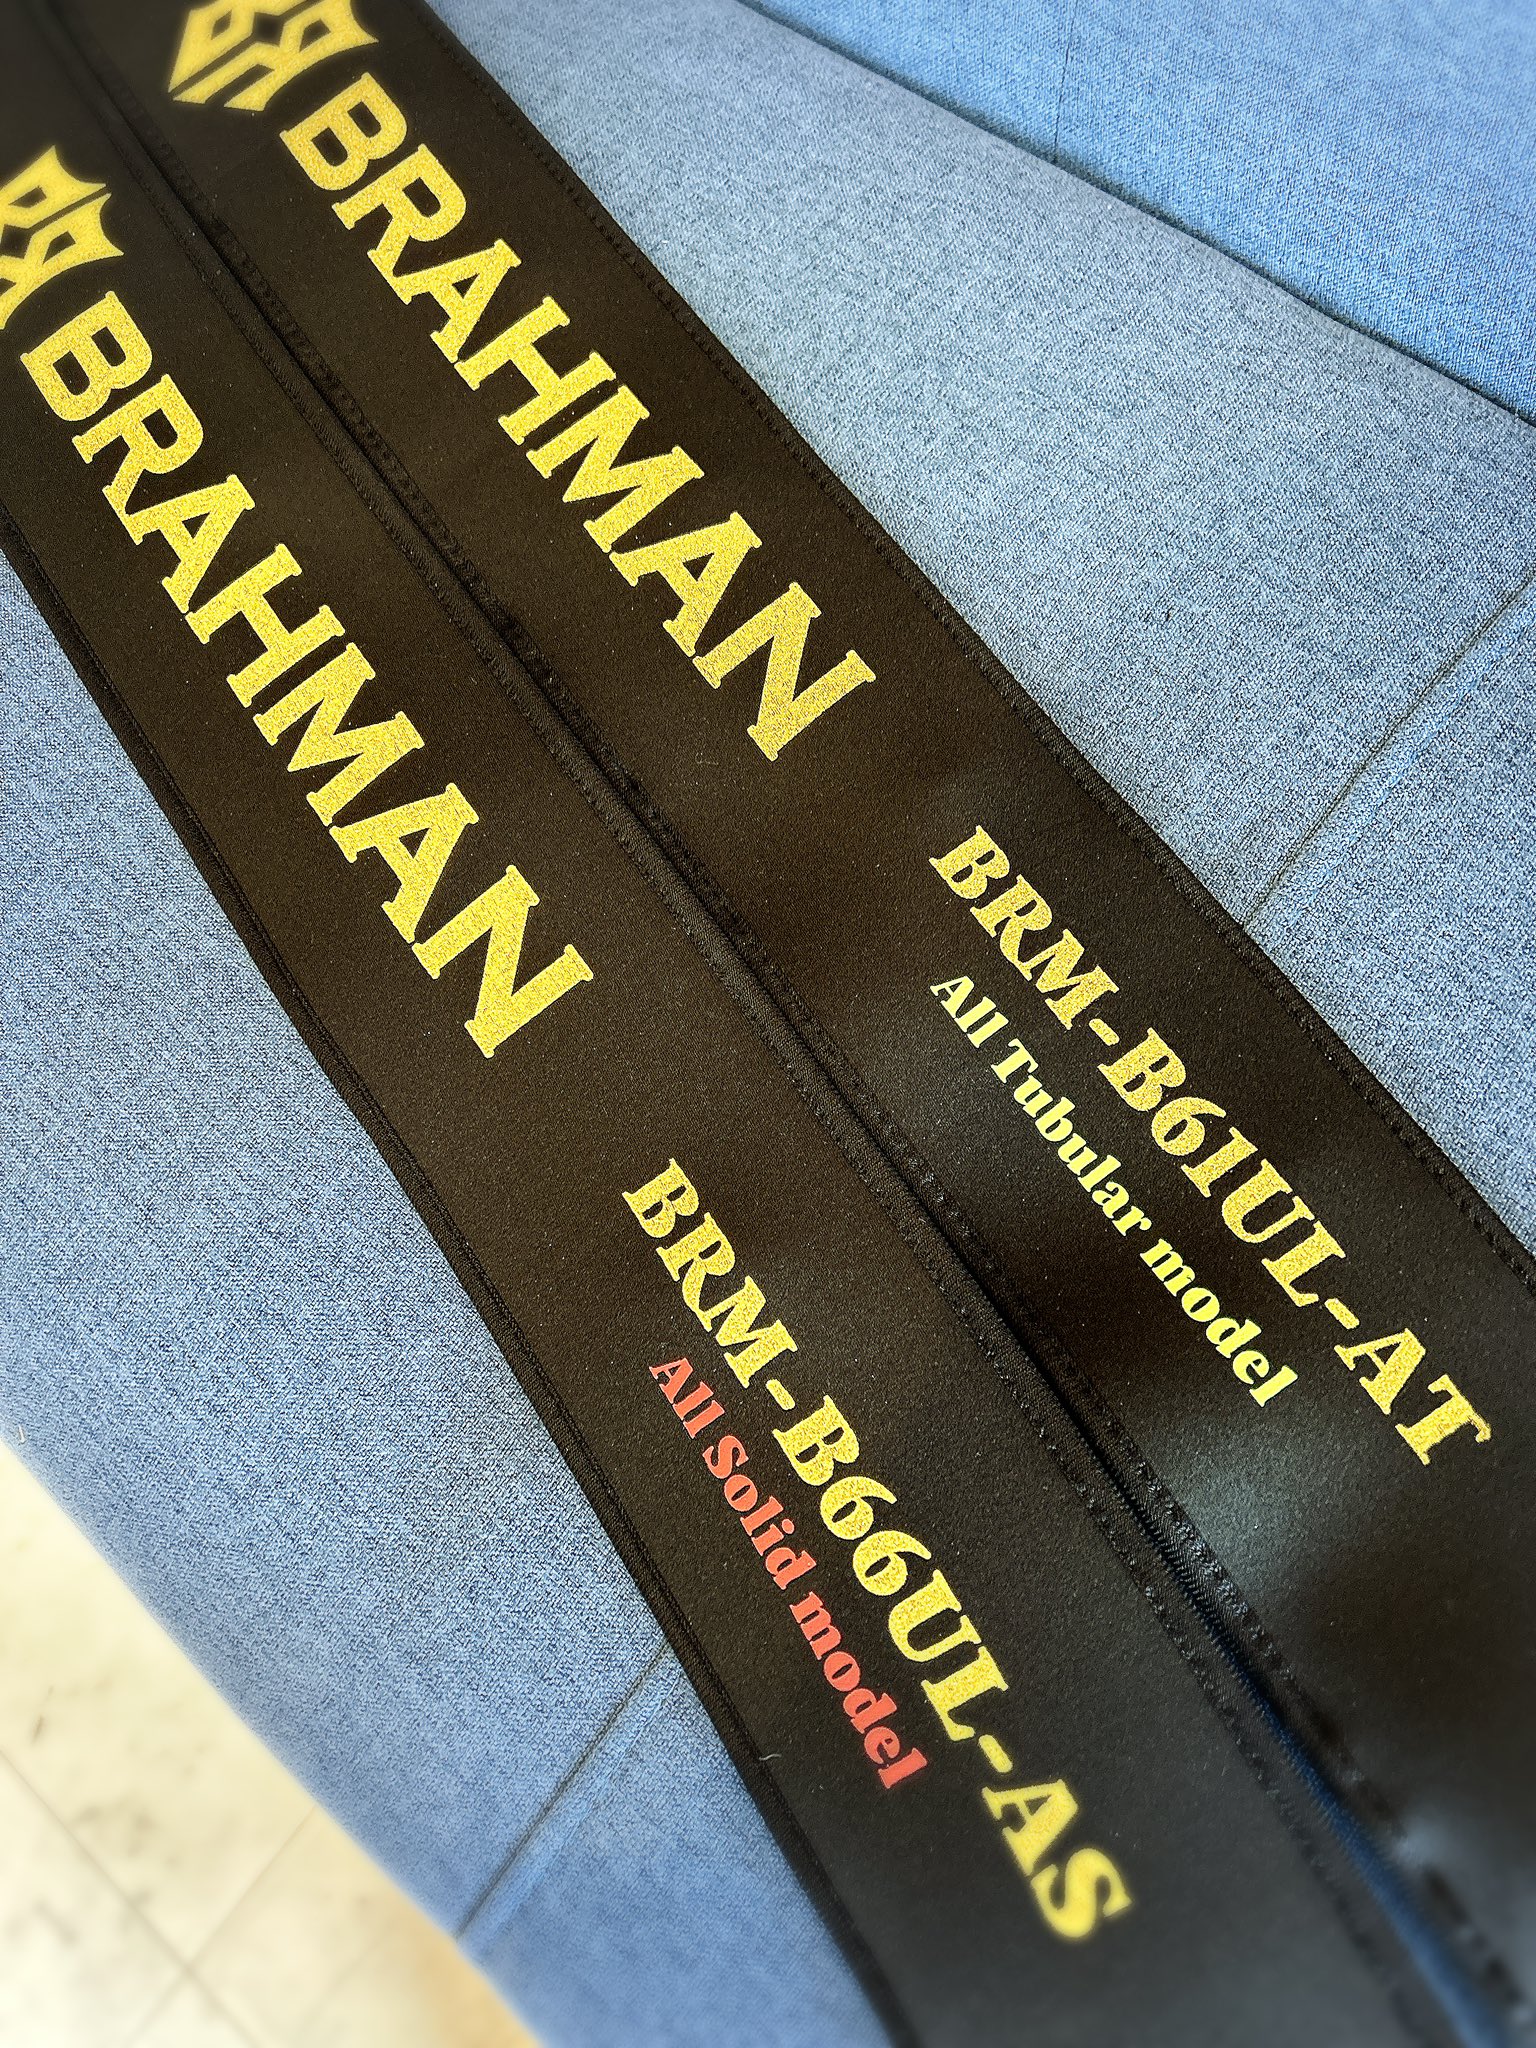 BRAHMAN
BRM-B61UL-AT
All Tubular model
BRAHMAN
BRM-B66UL-AS
All Solid model